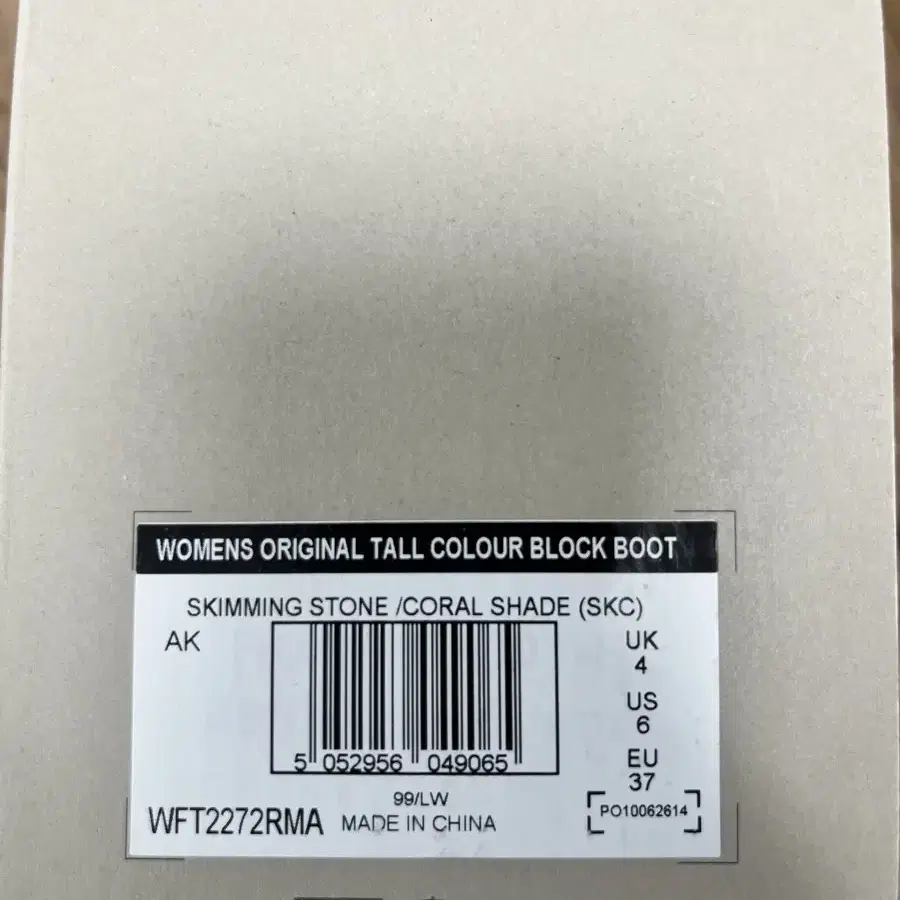 WOMENS ORIGINAL TALL COLOUR BLOCK BOOT
SKIMMING STONE /CORAL SHADE (SKC)
AK
UK
4
US
6
EU
37
5 052956 049065
99/LW
WFT2272RMA
MADE IN CHINA
PO10062614